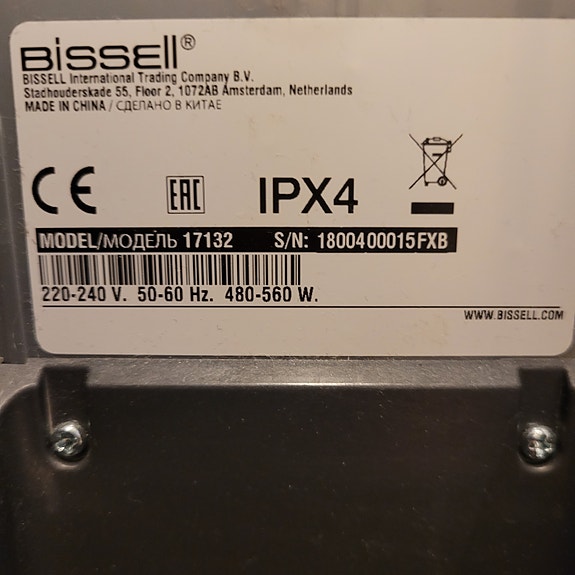 BISSELL®
BISSELL International Trading Company B.V.
Stadhouderskade 55, Floor 2, 1072AB Amsterdam, Netherlands
MADE IN CHINA / СДЕЛАНО В КИТАЕ
CE EAC IPX4
MODEL/МОДЕЛЬ 17132 S/N: 1800400015FXB
220-240 V. 50-60 Hz. 480-560 W.
WWW.BISSELL.COM